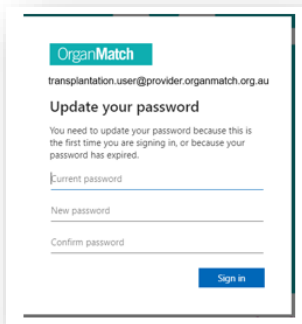 OrganMatch
transplantation.user@provider.organmatch.org.au
Update your password
You need to update your password because this is
the first time you are signing in, or because your
password has expired.
Current password
New password
Confirm password
Sign in